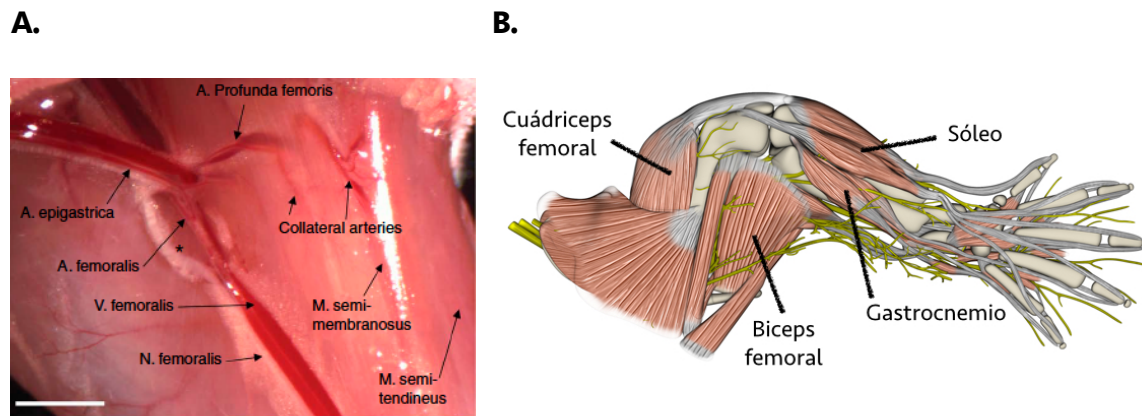 A.
B.
A. Profunda femoris
A. epigastrica
Collateral arteries
A. femoralis
*
V. femoralis
M. semi-
membranosus
N. femoralis
M. semi-
tendineus
Cuádriceps
femoral
Sóleo
Gastrocnemio
Biceps
femoral